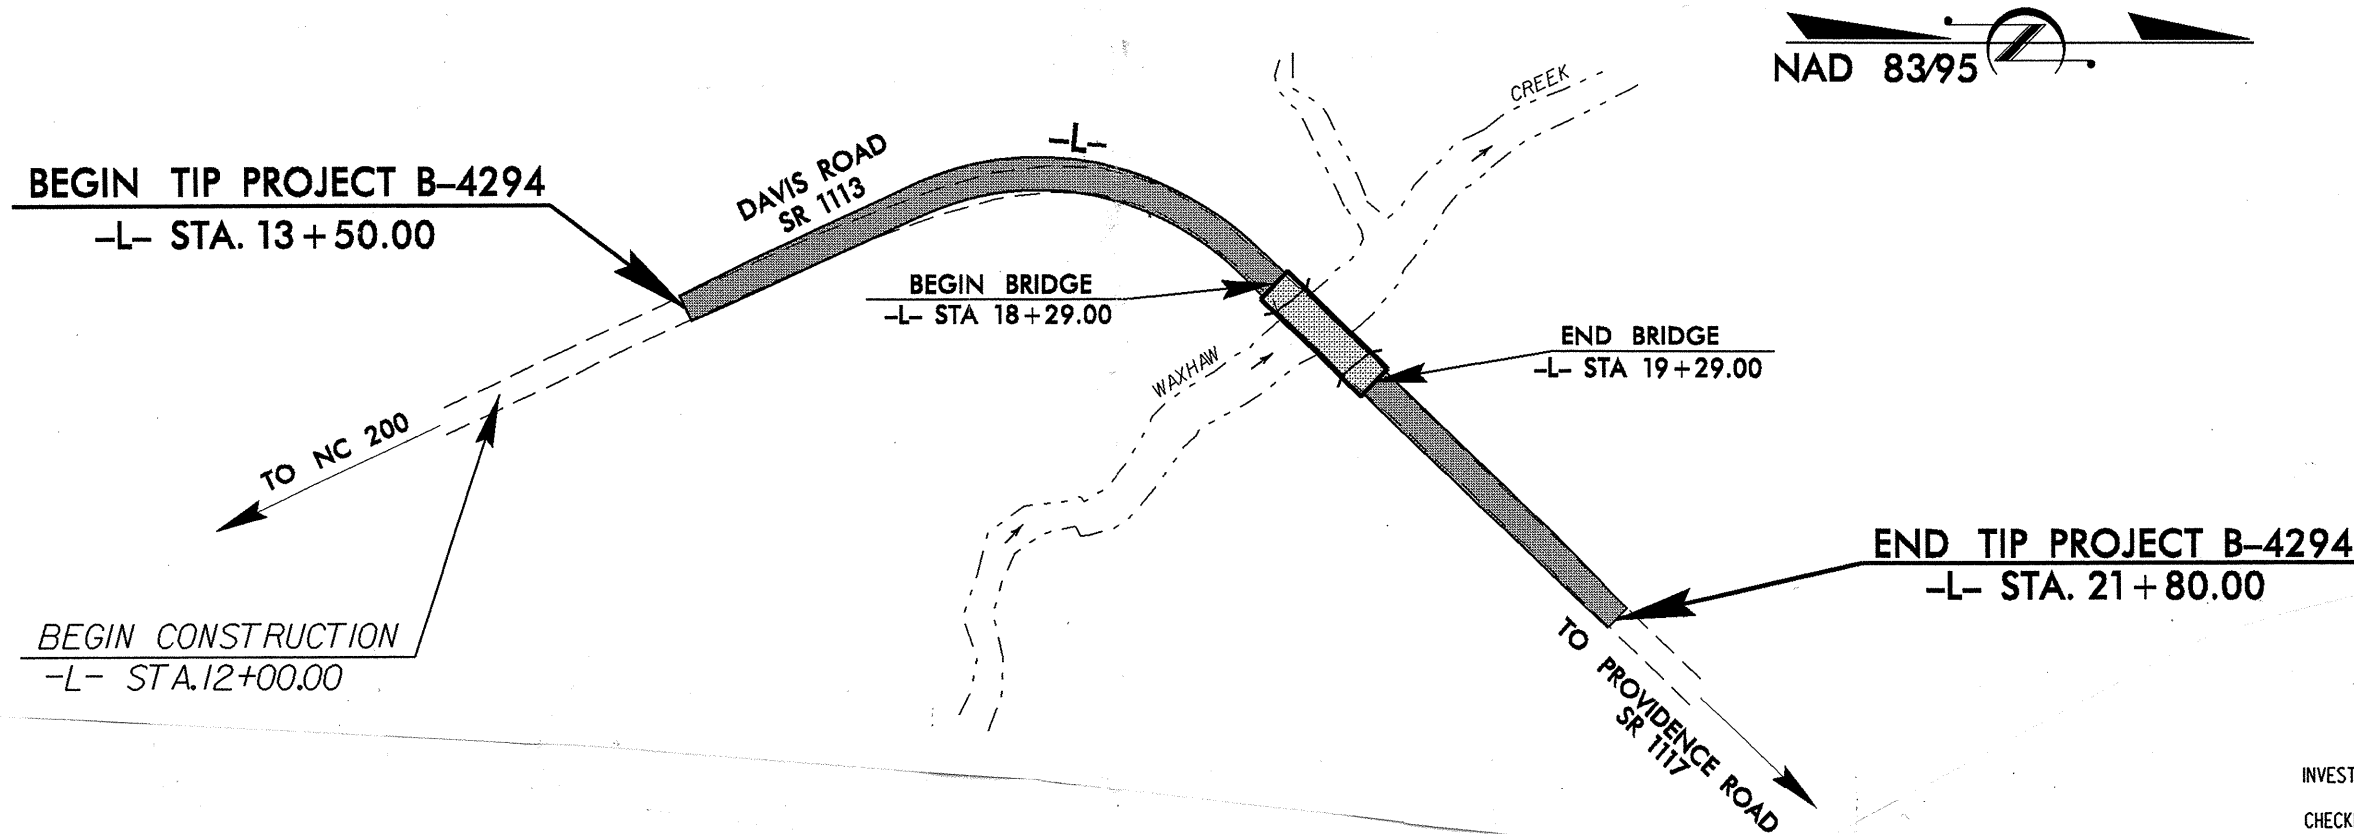 NAD 83/95
CREEK
-L-
DAVIS ROAD
SR 1113
BEGIN TIP PROJECT B-4294
-L- STA. 13+50.00
BEGIN BRIDGE
-L- STA 18+29.00
END BRIDGE
-L- STA 19+29.00
WAXHAW
TO NC 200
END TIP PROJECT B-4294
-L- STA. 21+80.00
BEGIN CONSTRUCTION
-L- STA.12+00.00
TO PROVIDENCE ROAD
SR 1117
INVEST
CHECK